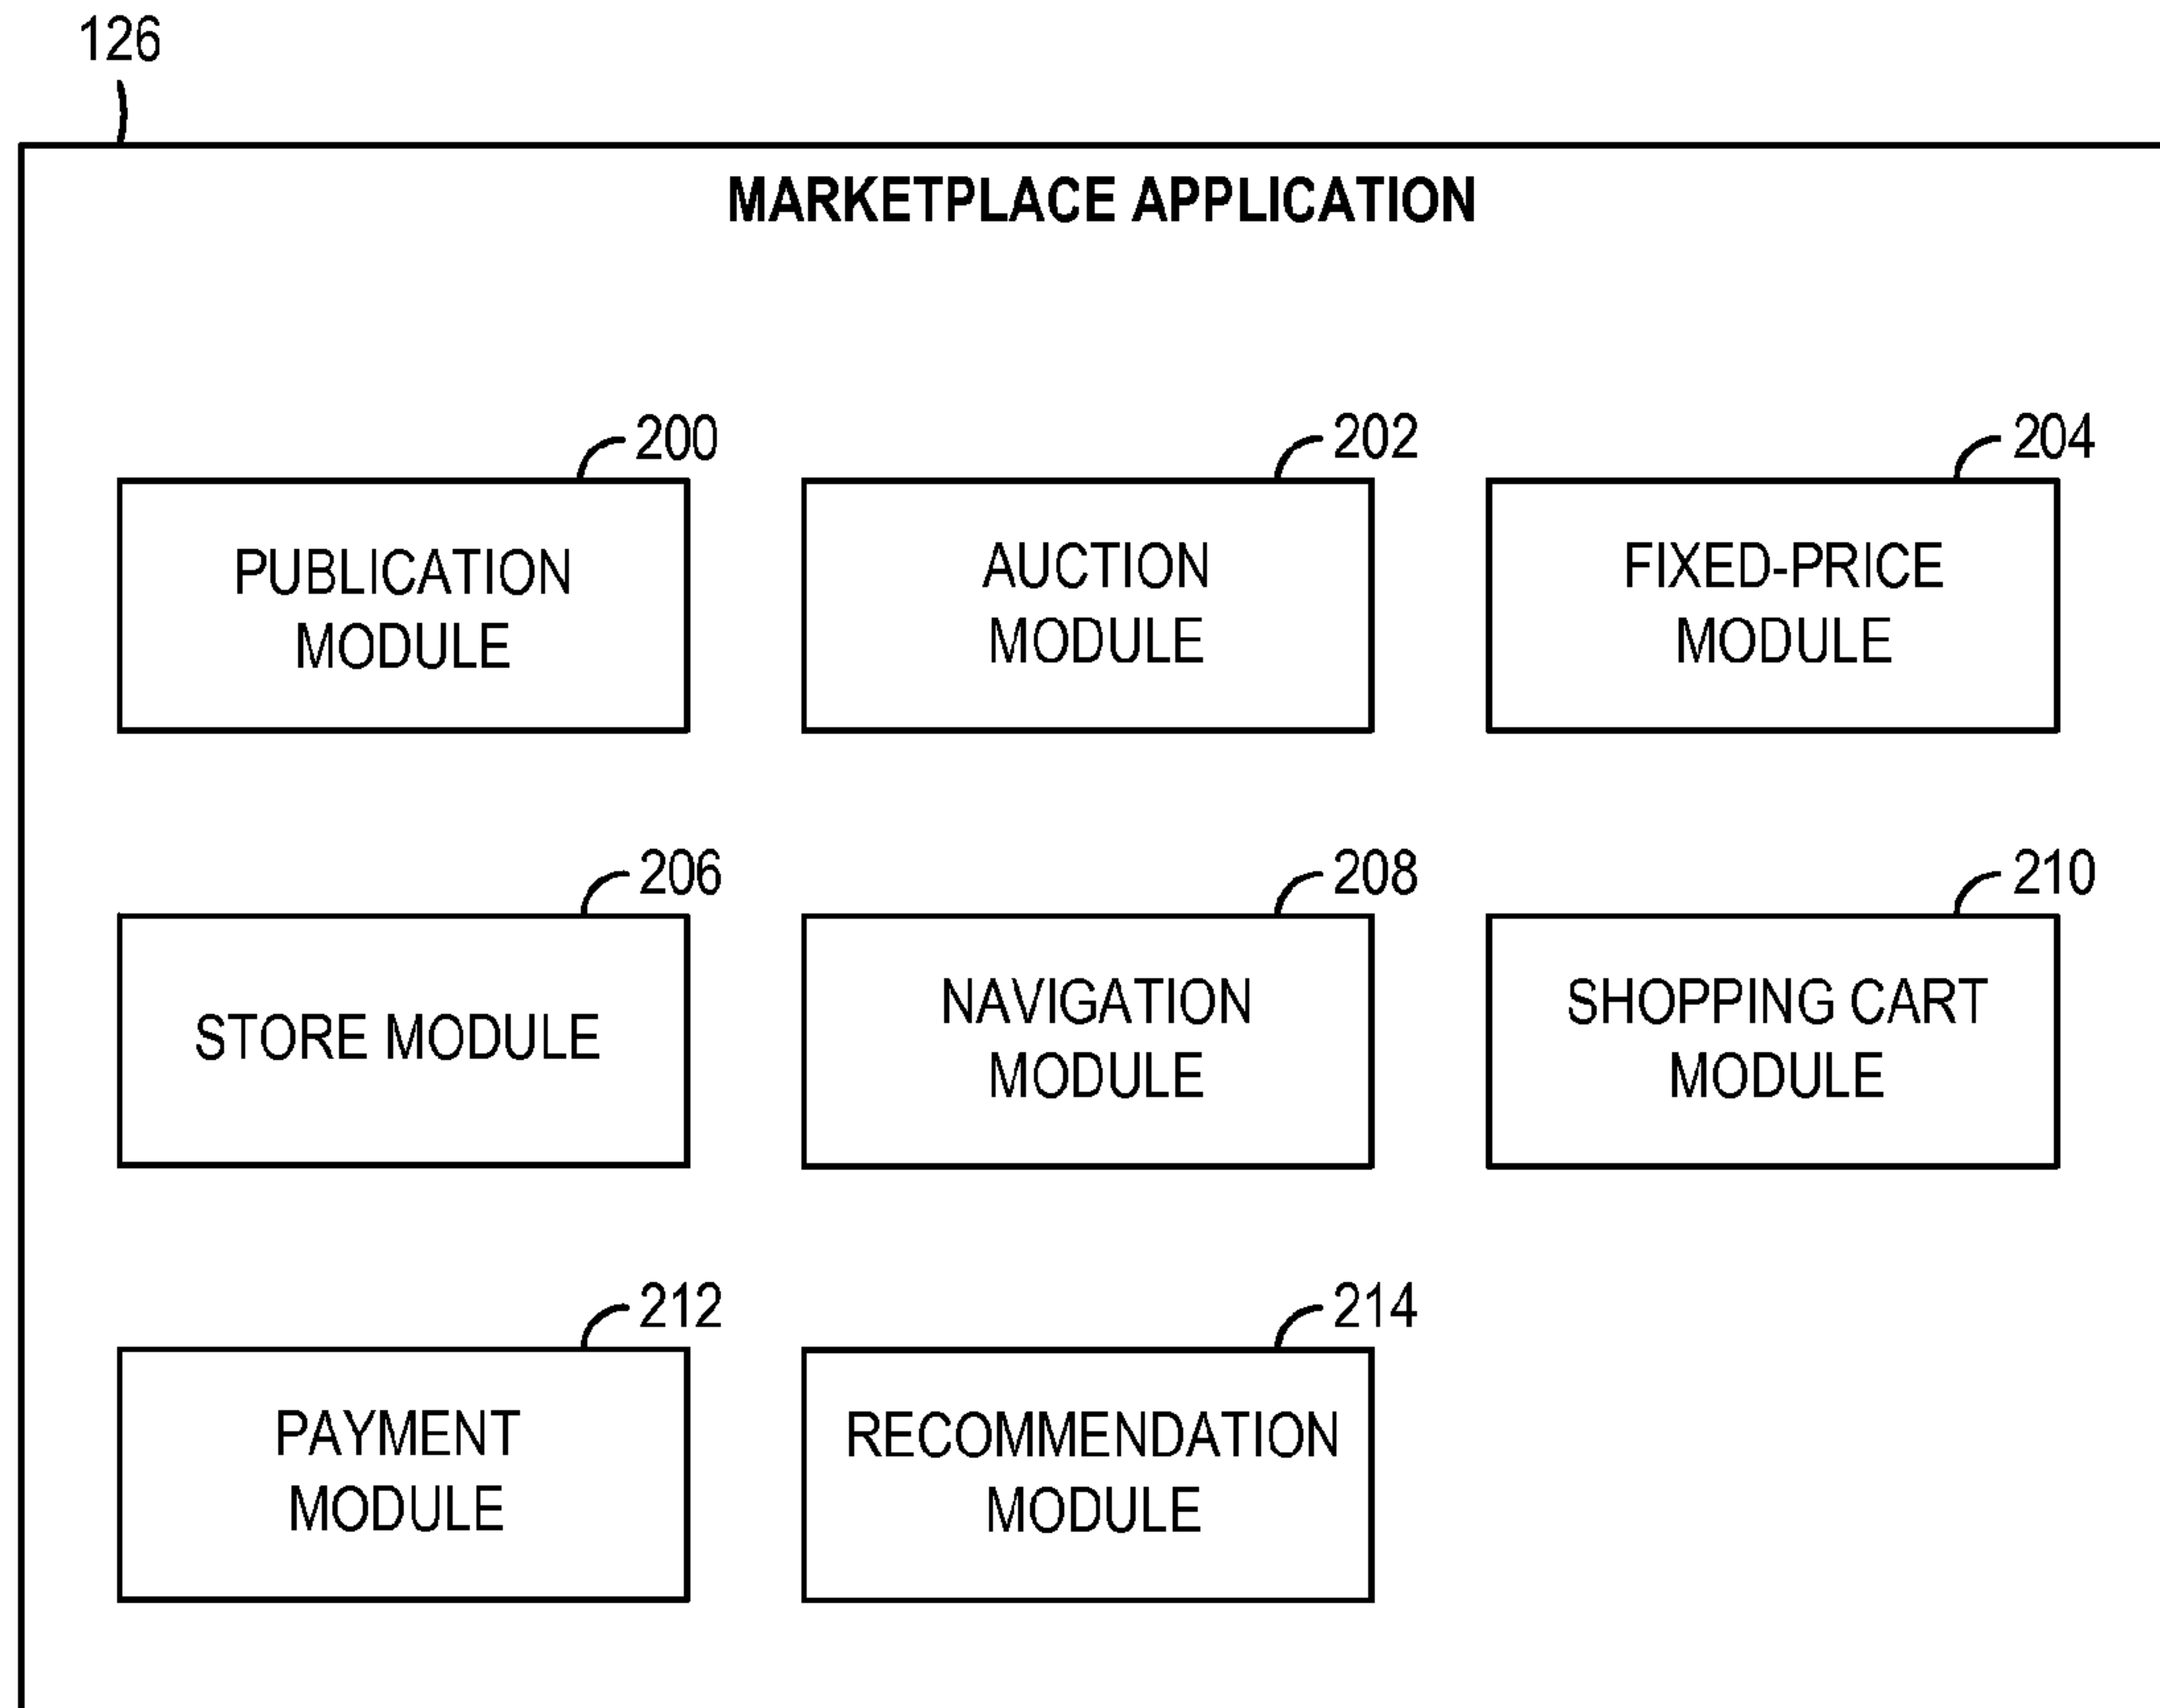 126
MARKETPLACE APPLICATION
200
PUBLICATION
MODULE
202
AUCTION
MODULE
204
FIXED-PRICE
MODULE
206
STORE MODULE
208
NAVIGATION
MODULE
210
SHOPPING CART
MODULE
212
PAYMENT
MODULE
214
RECOMMENDATION
MODULE